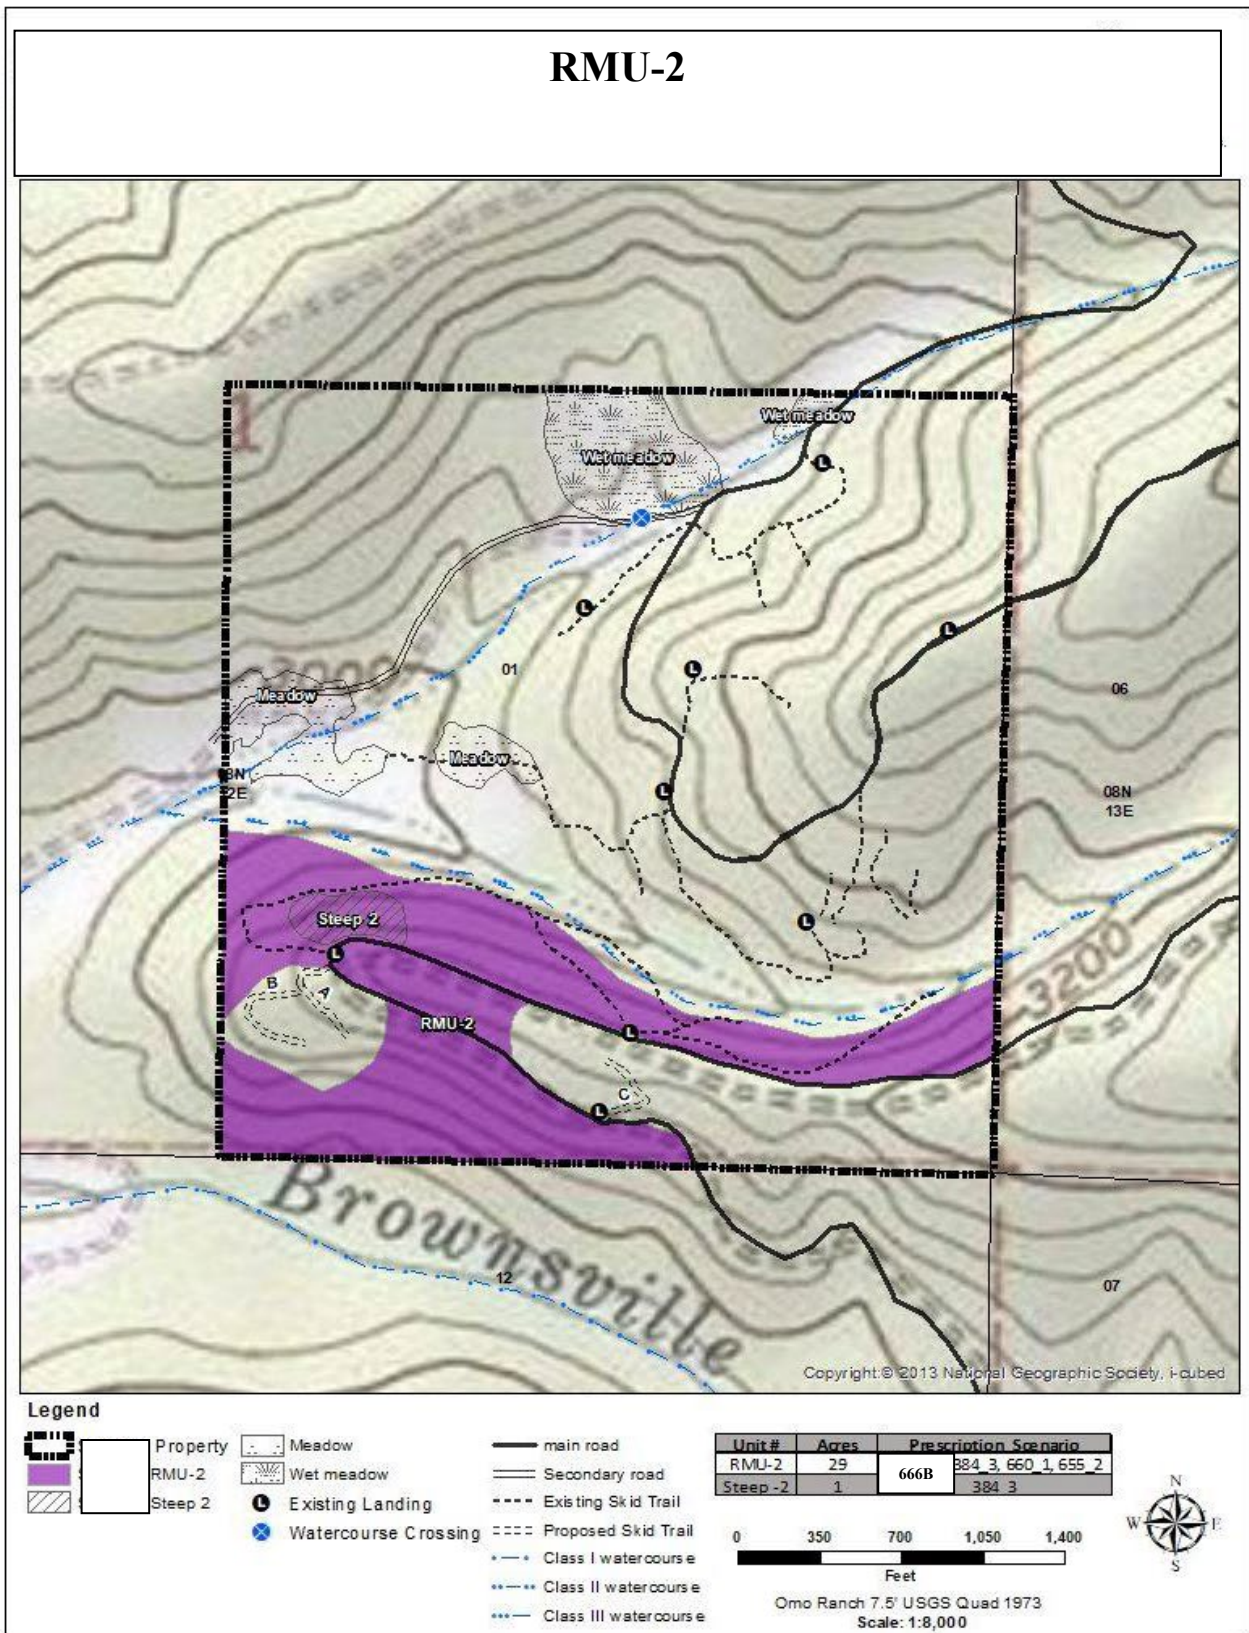 RMU-2
1
Wet meadow
Wet meadow
3000
01
Meadow
Meadow
06
2E
08N
13E
Steep 2
B
A
RMU-2
C
3200
Brownsville
12
07
Copyright:© 2013 National Geographic Society, i-cubed
Legend
Property
RMU-2
Steep 2
Meadow
Wet meadow
L Existing Landing
Watercourse Crossing
main road
Secondary road
Existing Skid Trail
Proposed Skid Trail
Class I watercourse
Class II watercourse
Class III watercourse
Unit # Acres Prescription Scenario
RMU-2 29 666B 384_3, 660_1, 655_2
Steep -2 1 384_3
0 350 700 1,050 1,400
Feet
Omo Ranch 7.5' USGS Quad 1973
Scale: 1:8,000
N
W E
S